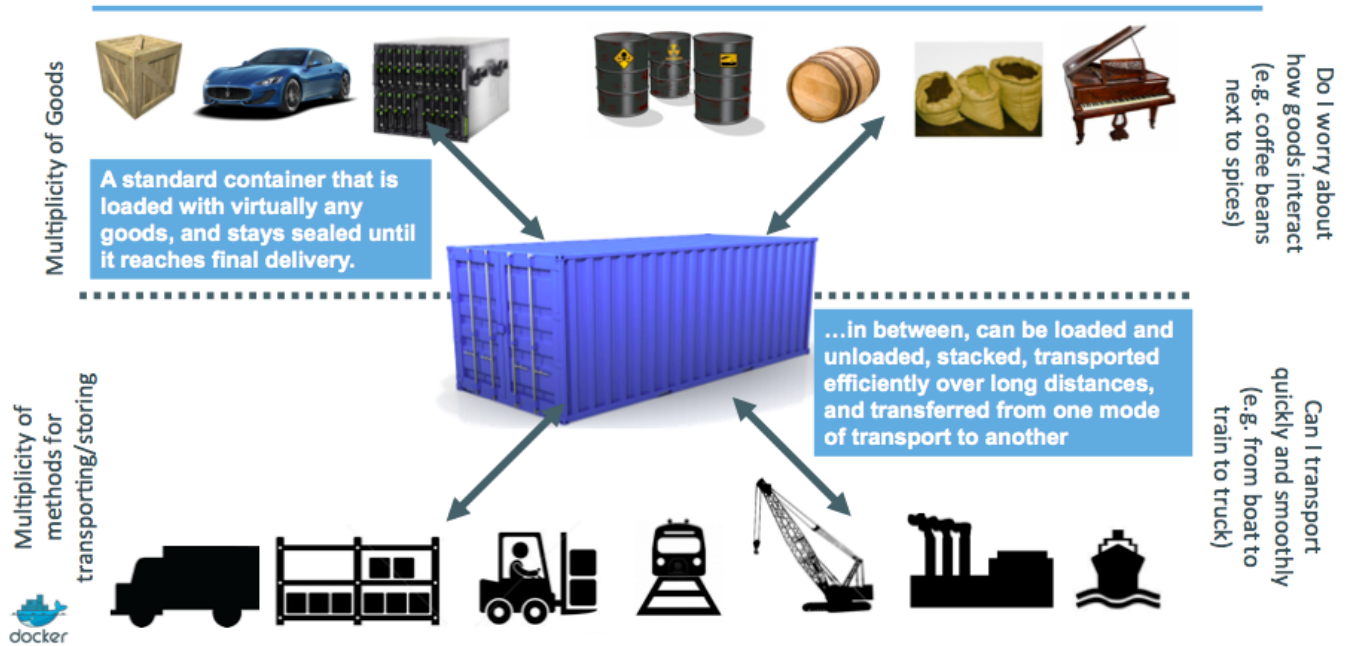 Multiplicity of Goods
Do I worry about
how goods interact
(e.g. coffee beans
next to spices)
A standard container that is
loaded with virtually any
goods, and stays sealed until
it reaches final delivery.
…in between, can be loaded and
unloaded, stacked, transported
efficiently over long distances,
and transferred from one mode
of transport to another
Multiplicity of
methods for
transporting/storing
Can I transport
quickly and smoothly
(e.g. from boat to
train to truck)
docker